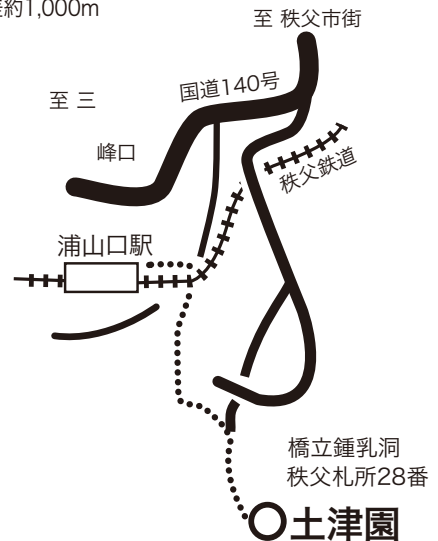 約1,000m
至 秩父市街
国道140号
至 三
峰口
秩父鉄道
浦山口駅
橋立鍾乳洞
秩父札所28番
土津園